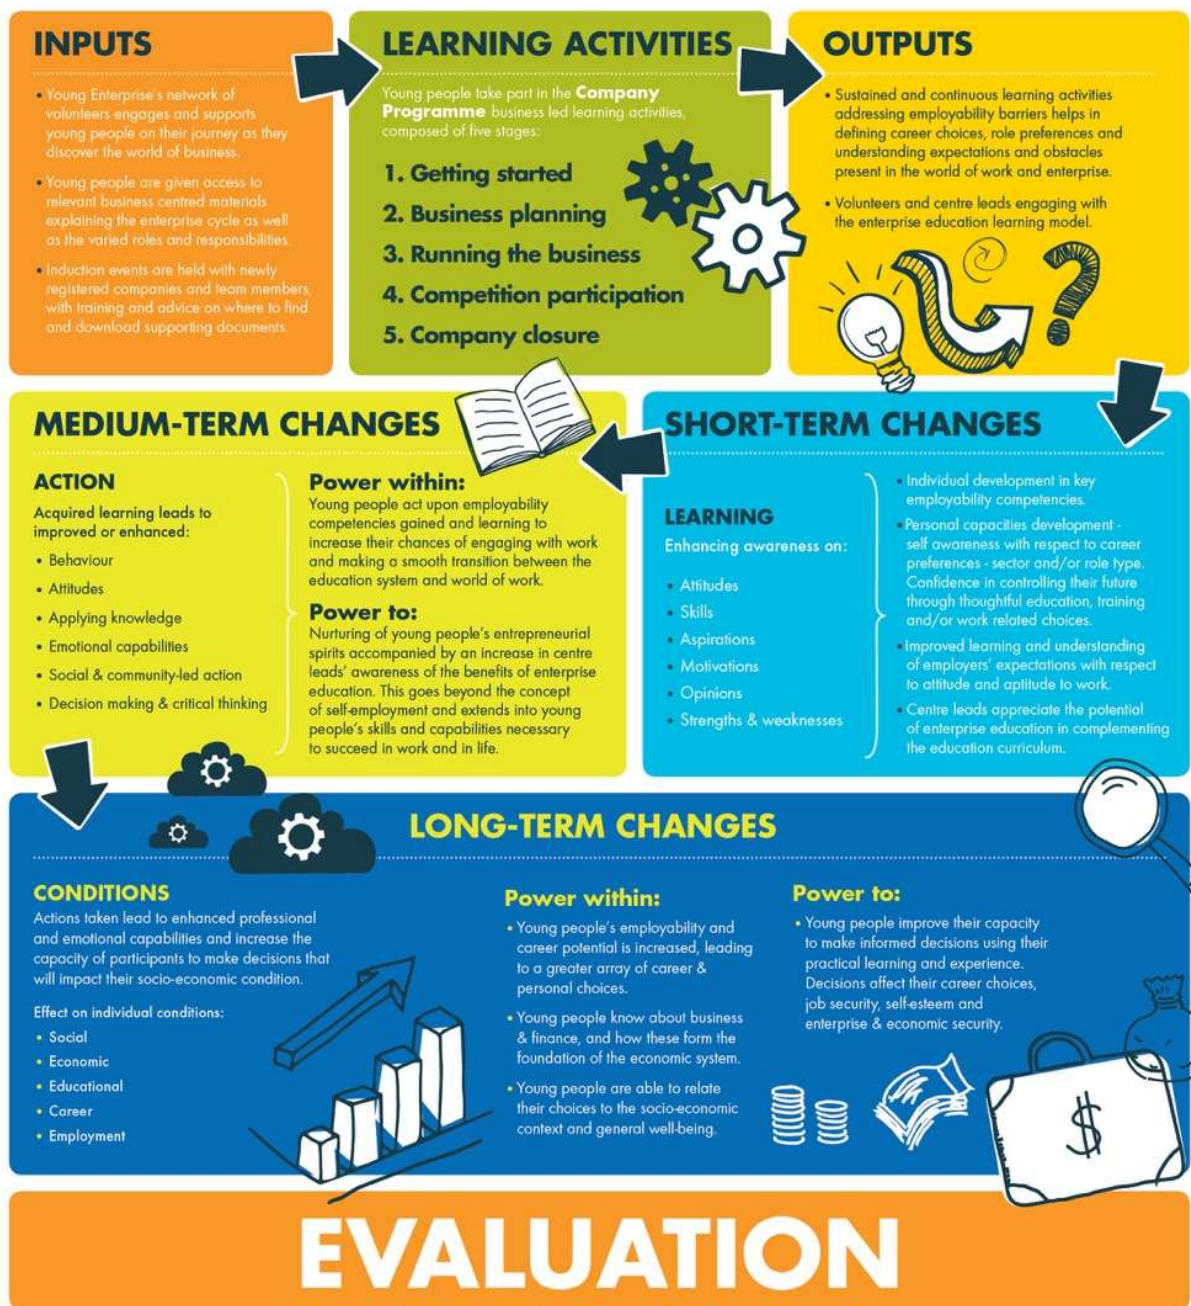 INPUTS
• Young Enterprise's network of
volunteers engages and supports
young people on their journey as they
discover the world of business.
• Young people are given access to
relevant business centred materials
explaining the enterprise cycle as well
as the varied roles and responsibilities.
• Induction events are held with newly
registered companies and team members,
with training and advice on where to find
and download supporting documents.
LEARNING ACTIVITIES
Young people take part in the Company
Programme business led learning activities,
composed of five stages:
1. Getting started
2. Business planning
3. Running the business
4. Competition participation
5. Company closure
OUTPUTS
• Sustained and continuous learning activities
addressing employability barriers helps in
defining career choices, role preferences and
understanding expectations and obstacles
present in the world of work and enterprise.
• Volunteers and centre leads engaging with
the enterprise education learning model.
?
MEDIUM-TERM CHANGES
ACTION
Acquired learning leads to
improved or enhanced:
• Behaviour
• Attitudes
• Applying knowledge
• Emotional capabilities
• Social & community-led action
• Decision making & critical thinking
Power within:
Young people act upon employability
competencies gained and learning to
increase their chances of engaging with work
and making a smooth transition between the
education system and world of work.
Power to:
Nurturing of young people's entrepreneurial
spirits accompanied by an increase in centre
leads' awareness of the benefits of enterprise
education. This goes beyond the concept
of self-employment and extends into young
people's skills and capabilities necessary
to succeed in work and in life.
SHORT-TERM CHANGES
LEARNING
Enhancing awareness on:
• Attitudes
• Skills
• Aspirations
• Motivations
• Opinions
• Strengths & weaknesses
• Individual development in key
employability competencies.
• Personal capacities development -
self awareness with respect to career
preferences - sector and/or role type.
Confidence in controlling their future
through thoughtful education, training
and/or work related choices.
• Improved learning and understanding
of employers' expectations with respect
to attitude and aptitude to work.
• Centre leads appreciate the potential
of enterprise education in complementing
the education curriculum.
LONG-TERM CHANGES
CONDITIONS
Actions taken lead to enhanced professional
and emotional capabilities and increase the
capacity of participants to make decisions that
will impact their socio-economic condition.
Effect on individual conditions:
• Social
• Economic
• Educational
• Career
• Employment
Power within:
• Young people's employability and
career potential is increased, leading
to a greater array of career &
personal choices.
• Young people know about business
& finance, and how these form the
foundation of the economic system.
• Young people are able to relate
their choices to the socio-economic
context and general well-being.
Power to:
• Young people improve their capacity
to make informed decisions using their
practical learning and experience.
Decisions affect their career choices,
job security, self-esteem and
enterprise & economic security.
$
EVALUATION